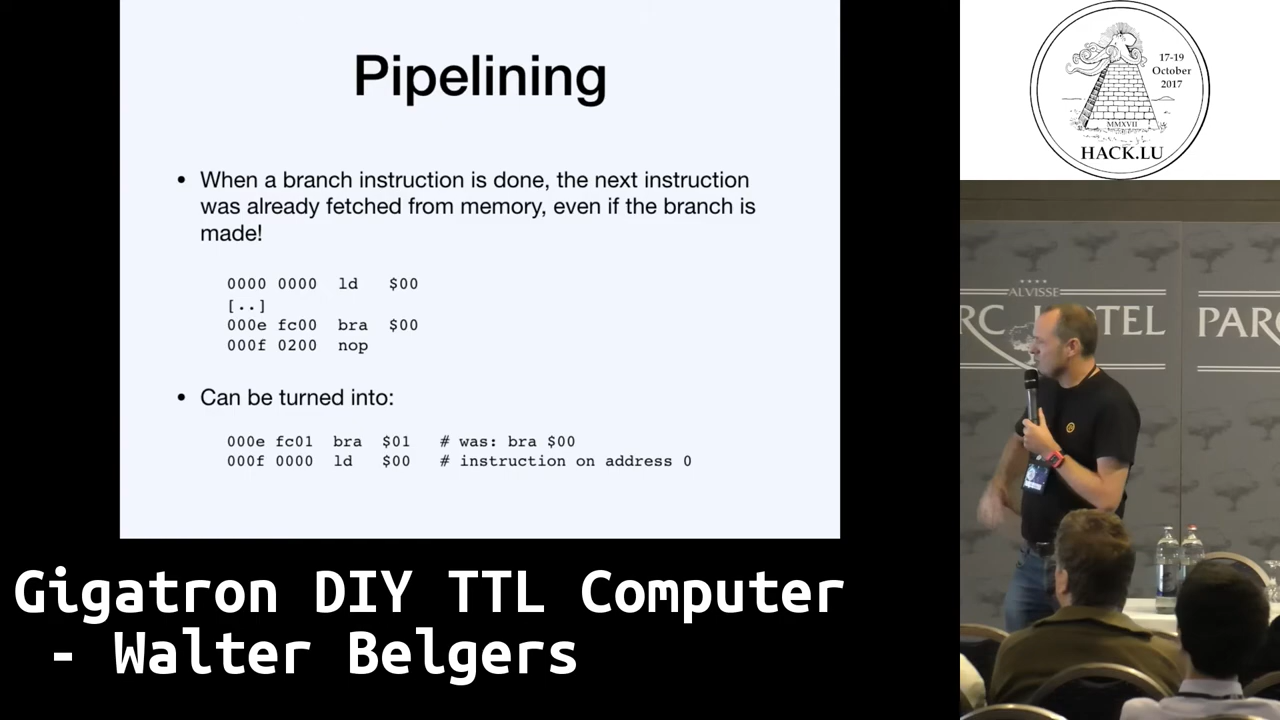 Pipelining
• When a branch instruction is done, the next instruction
was already fetched from memory, even if the branch is
made!
0000 0000 ld $00
[..]
000e fc00 bra $00
000f 0200 nop
• Can be turned into:
000e fc01 bra $01 # was: bra $00
000f 0000 ld $00 # instruction on address 0
Gigatron DIY TTL Computer
- Walter Belgers
17-19
October
2017
MMXVII
HACK.LU
ALVISSE
RC HOTEL
PARC